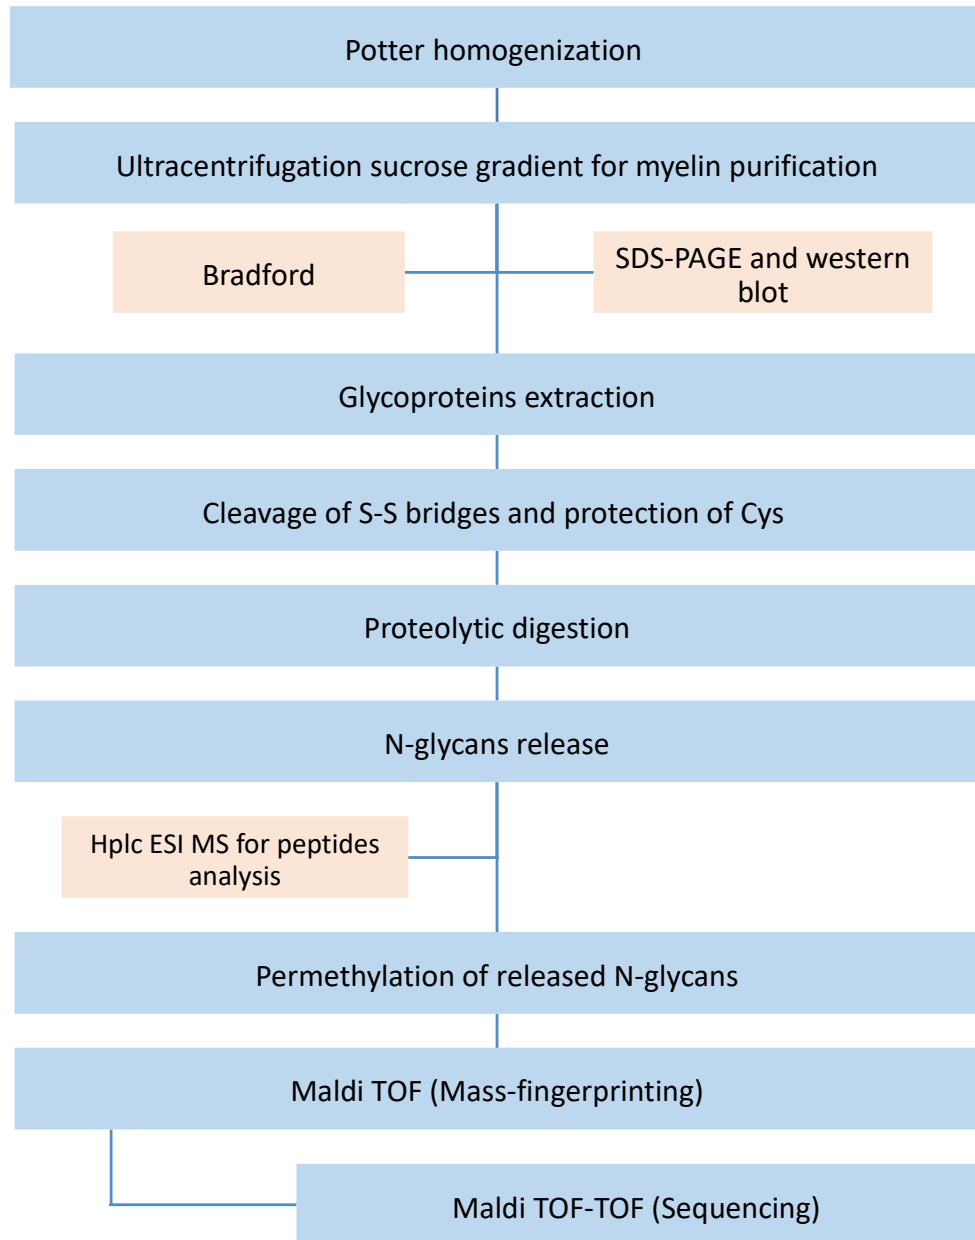 Potter homogenization
Ultracentrifugation sucrose gradient for myelin purification
Bradford
SDS-PAGE and western
blot
Glycoproteins extraction
Cleavage of S-S bridges and protection of Cys
Proteolytic digestion
N-glycans release
Hplc ESI MS for peptides
analysis
Permethylation of released N-glycans
Maldi TOF (Mass-fingerprinting)
Maldi TOF-TOF (Sequencing)